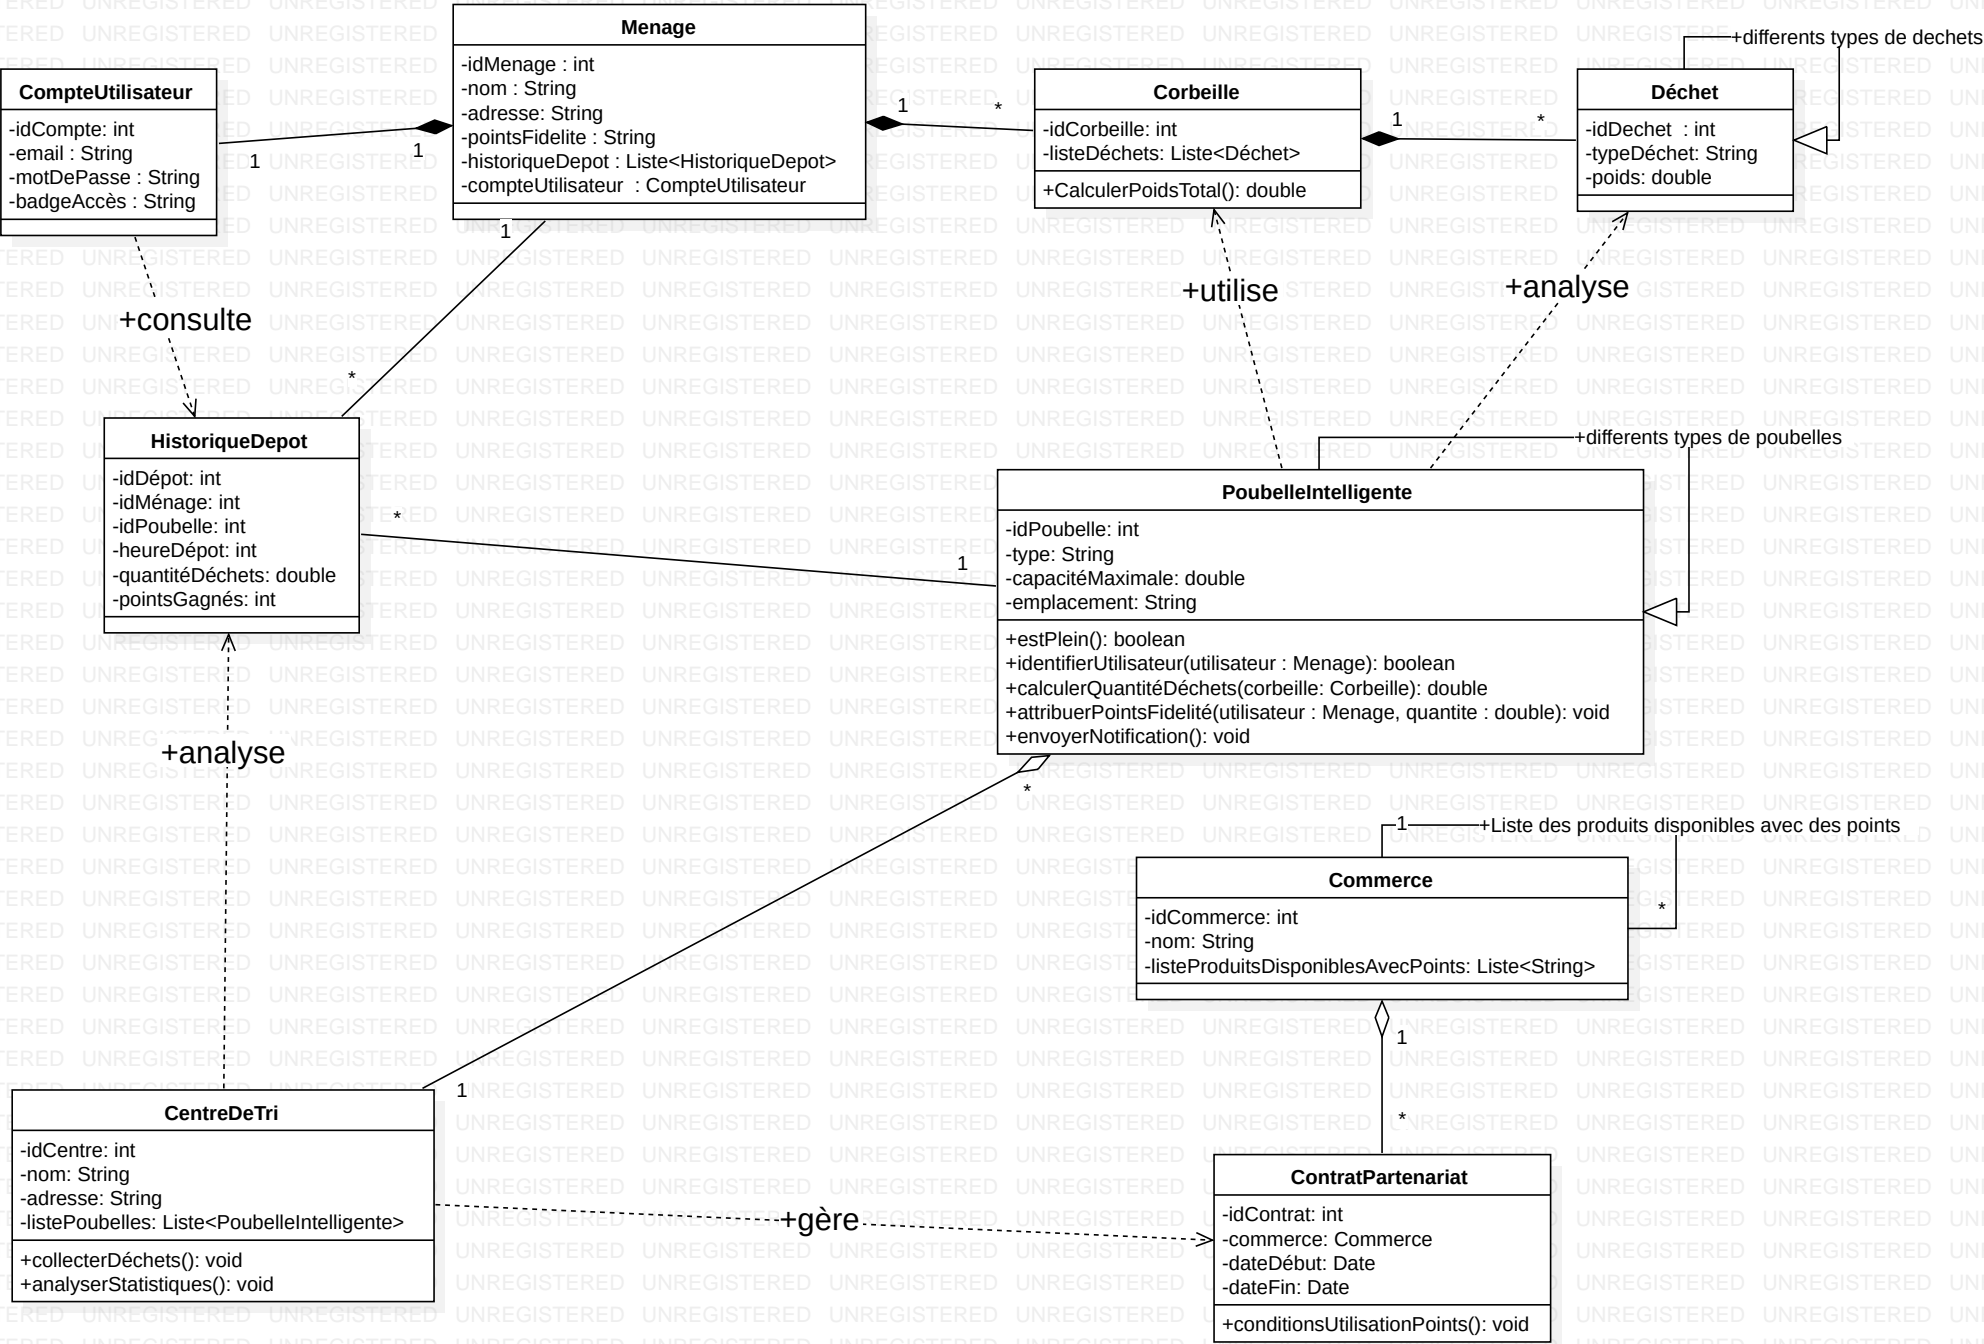 CompteUtilisateur
-idCompte: int
-email : String
-motDePasse : String
-badgeAccès : String
1
1
Menage
-idMenage : int
-nom : String
-adresse: String
-pointsFidelite : String
-historiqueDepot : Liste<HistoriqueDepot>
-compteUtilisateur : CompteUtilisateur
1
*
Corbeille
-idCorbeille: int
-listeDéchets: Liste<Déchet>
+CalculerPoidsTotal(): double
1
*
+differents types de dechets
Déchet
-idDechet : int
-typeDéchet: String
-poids: double
1
*
+consulte
+utilise
+analyse
HistoriqueDepot
-idDépot: int
-idMénage: int
-idPoubelle: int
-heureDépot: int
-quantitéDéchets: double
-pointsGagnés: int
*
1
+differents types de poubelles
PoubelleIntelligente
-idPoubelle: int
-type: String
-capacitéMaximale: double
-emplacement: String
+estPlein(): boolean
+identifierUtilisateur(utilisateur : Menage): boolean
+calculerQuantitéDéchets(corbeille: Corbeille): double
+attribuerPointsFidelité(utilisateur : Menage, quantite : double): void
+envoyerNotification(): void
+analyse
*
1
1
+Liste des produits disponibles avec des points
Commerce
-idCommerce: int
-nom: String
-listeProduitsDisponiblesAvecPoints: Liste<String>
*
1
*
CentreDeTri
-idCentre: int
-nom: String
-adresse: String
-listePoubelles: Liste<PoubelleIntelligente>
+collecterDéchets(): void
+analyserStatistiques(): void
+gère
ContratPartenariat
-idContrat: int
-commerce: Commerce
-dateDébut: Date
-dateFin: Date
+conditionsUtilisationPoints(): void
UNREGISTERED